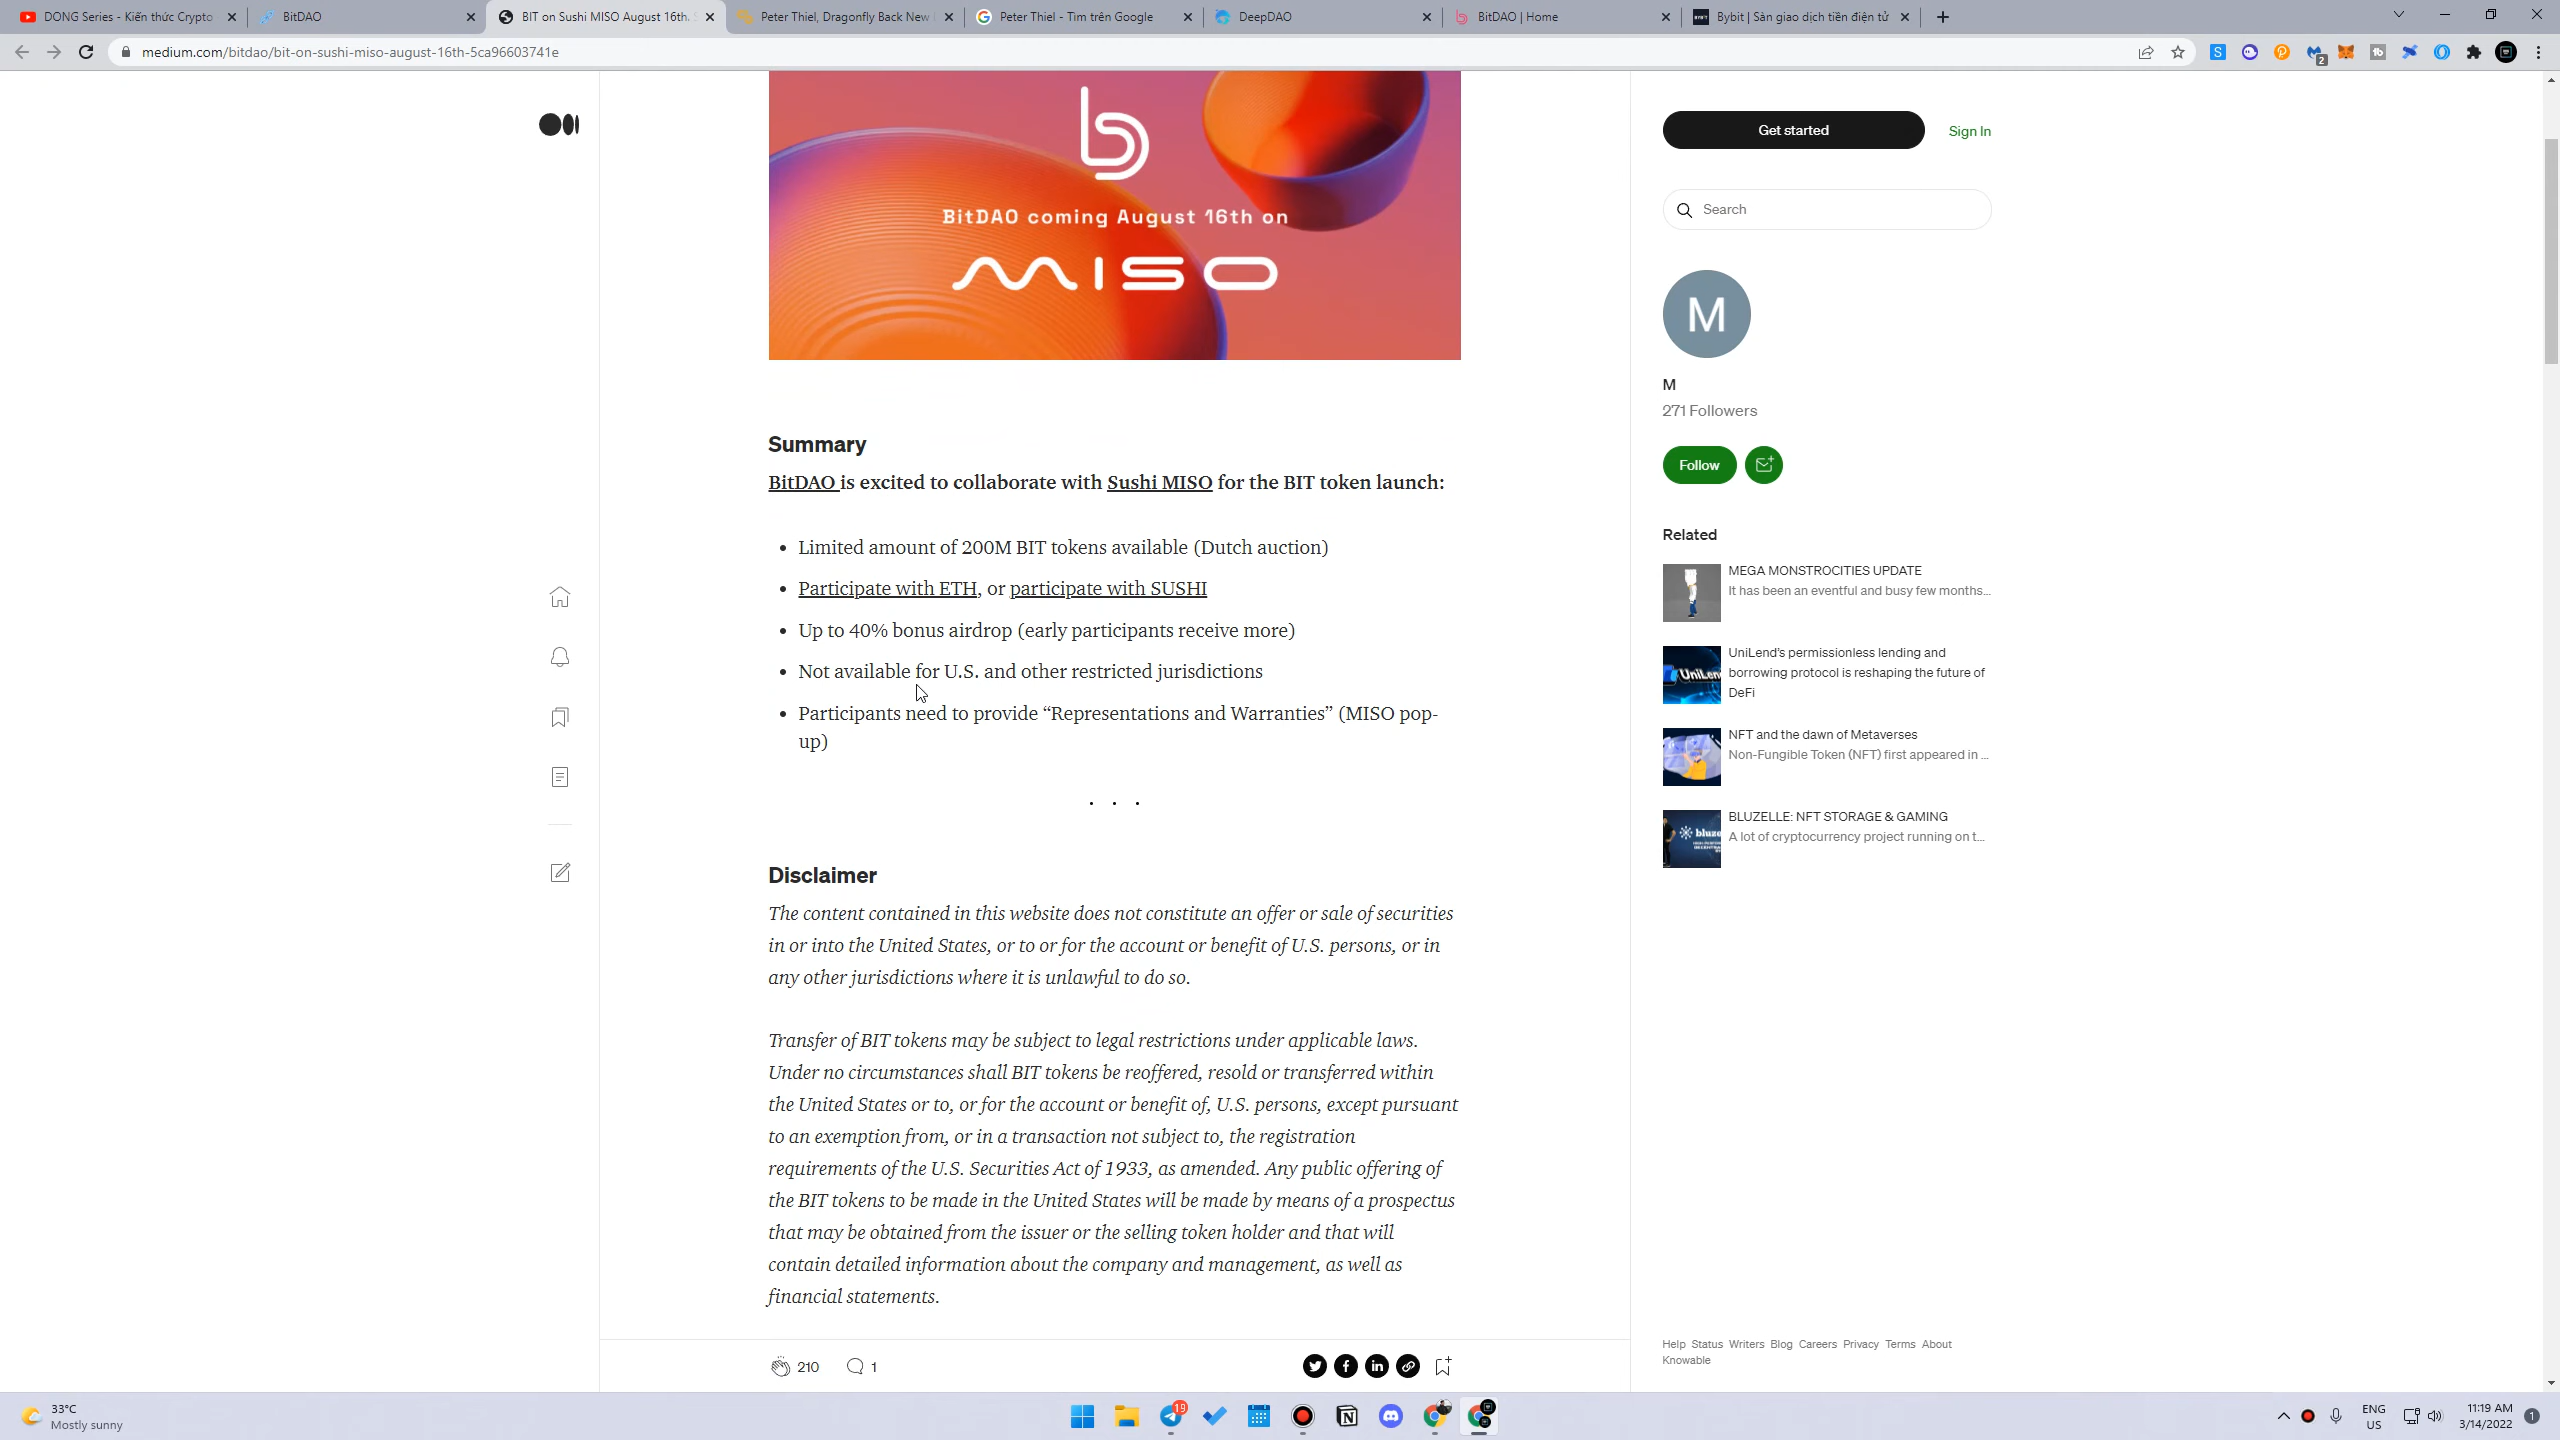 DONG Series - Kiến thức Crypto
BitDAO
BIT on Sushi MISO August 16th.
Peter Thiel, Dragonfly Back New
Peter Thiel - Tìm trên Google
DeepDAO
BitDAO | Home
Bybit | Sàn giao dịch tiền điện tử
medium.com/bitdao/bit-on-sushi-miso-august-16th-5ca96603741e
2
BitDAO coming August 16th on
MISO
Summary
BitDAO is excited to collaborate with Sushi MISO for the BIT token launch:
• Limited amount of 200M BIT tokens available (Dutch auction)
• Participate with ETH, or participate with SUSHI
• Up to 40% bonus airdrop (early participants receive more)
• Not available for U.S. and other restricted jurisdictions
• Participants need to provide “Representations and Warranties” (MISO pop-
up)
. . .
Disclaimer
The content contained in this website does not constitute an offer or sale of securities
in or into the United States, or to or for the account or benefit of U.S. persons, or in
any other jurisdictions where it is unlawful to do so.
Transfer of BIT tokens may be subject to legal restrictions under applicable laws.
Under no circumstances shall BIT tokens be reoffered, resold or transferred within
the United States or to, or for the account or benefit of, U.S. persons, except pursuant
to an exemption from, or in a transaction not subject to, the registration
requirements of the U.S. Securities Act of 1933, as amended. Any public offering of
the BIT tokens to be made in the United States will be made by means of a prospectus
that may be obtained from the issuer or the selling token holder and that will
contain detailed information about the company and management, as well as
financial statements.
210
1
Get started
Sign In
Search
M
M
271 Followers
Follow
Related
MEGA MONSTROCITIES UPDATE
It has been an eventful and busy few months...
UniLend's permissionless lending and
borrowing protocol is reshaping the future of
DeFi
NFT and the dawn of Metaverses
Non-Fungible Token (NFT) first appeared in ...
BLUZELLE: NFT STORAGE & GAMING
A lot of cryptocurrency project running on t...
Help Status Writers Blog Careers Privacy Terms About
Knowable
33°C
Mostly sunny
19
ENG
US
11:19 AM
3/14/2022
1